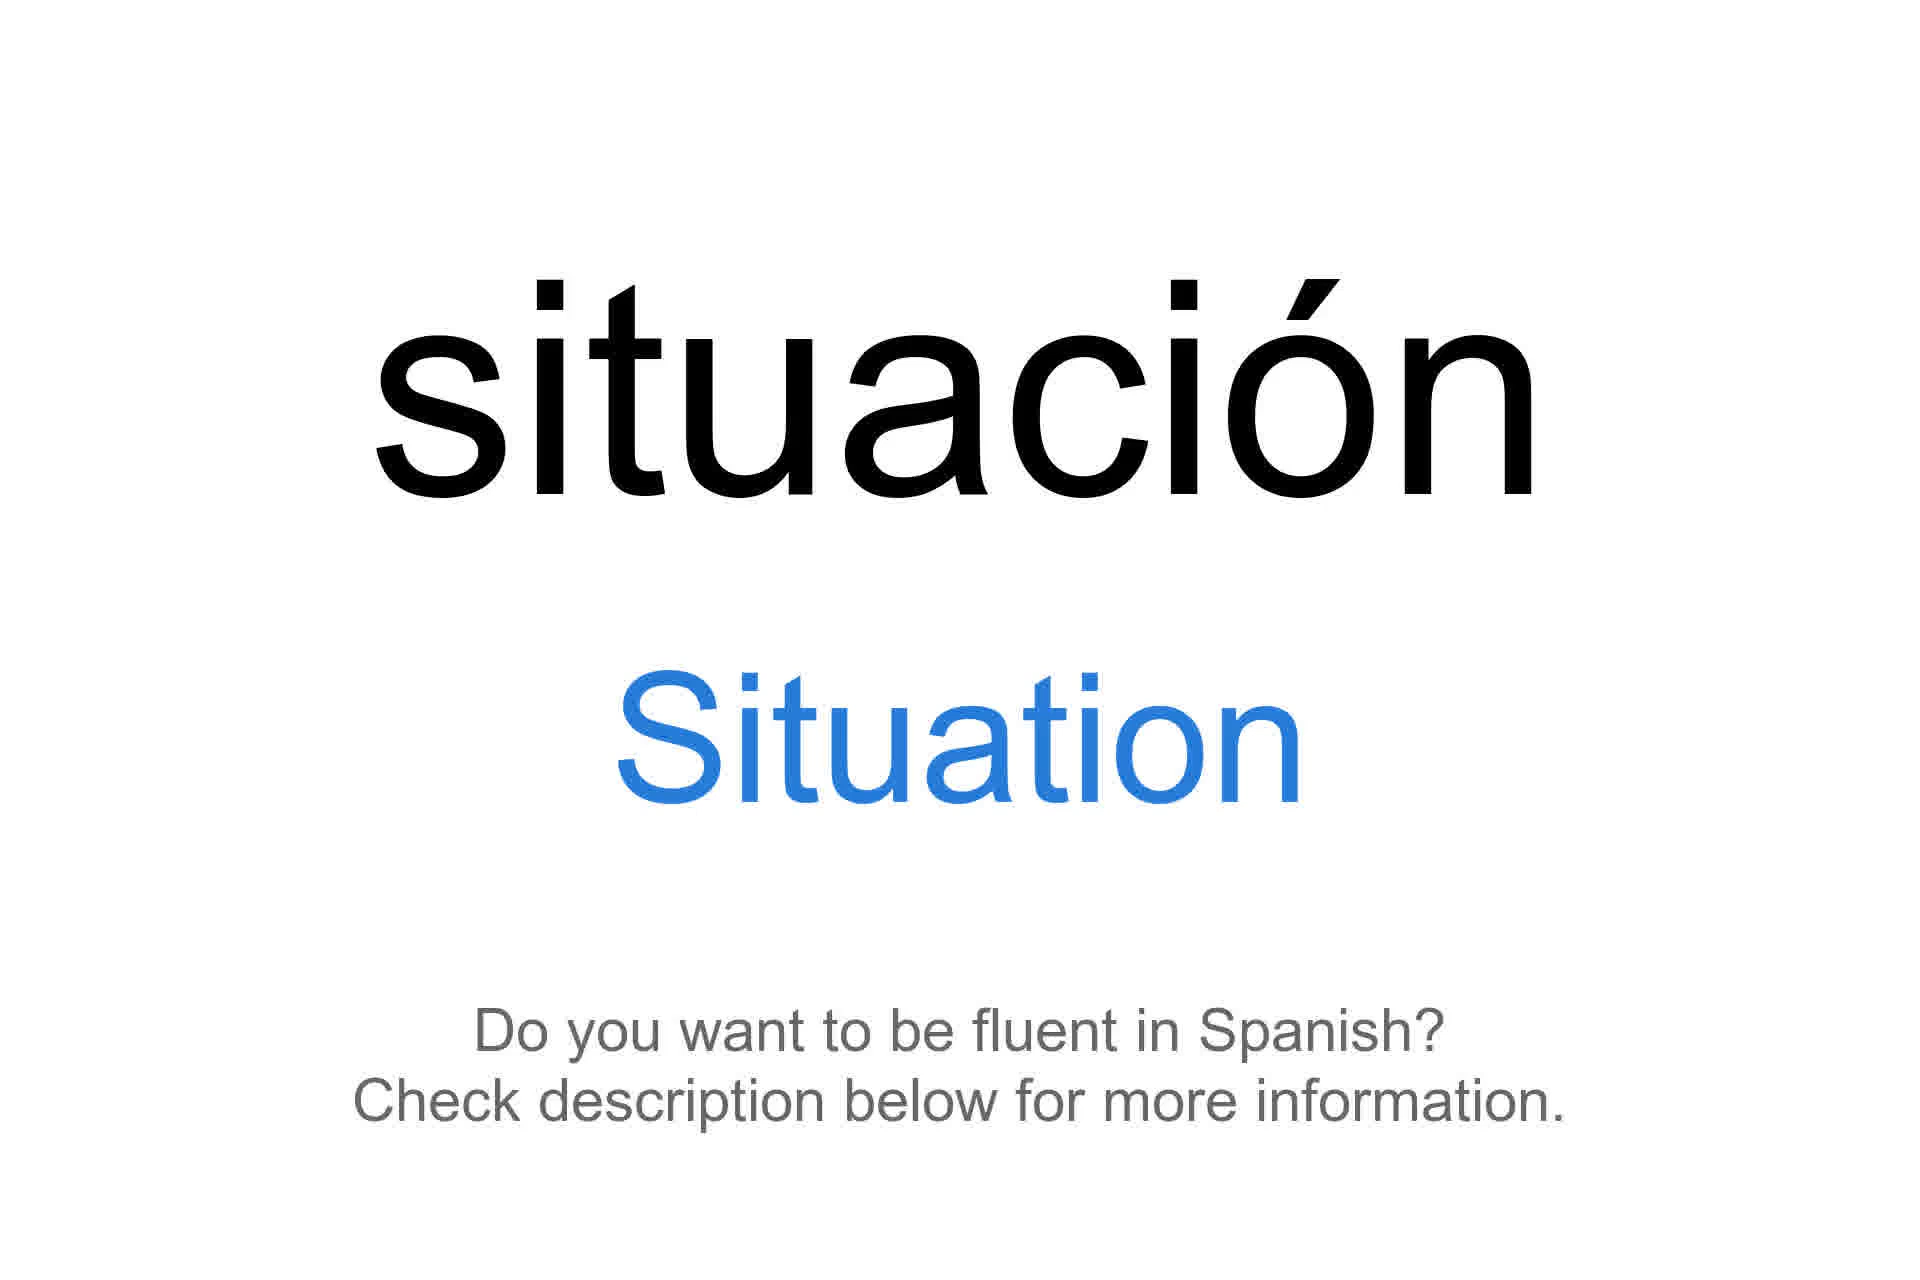 situación
Situation
Do you want to be fluent in Spanish?
Check description below for more information.